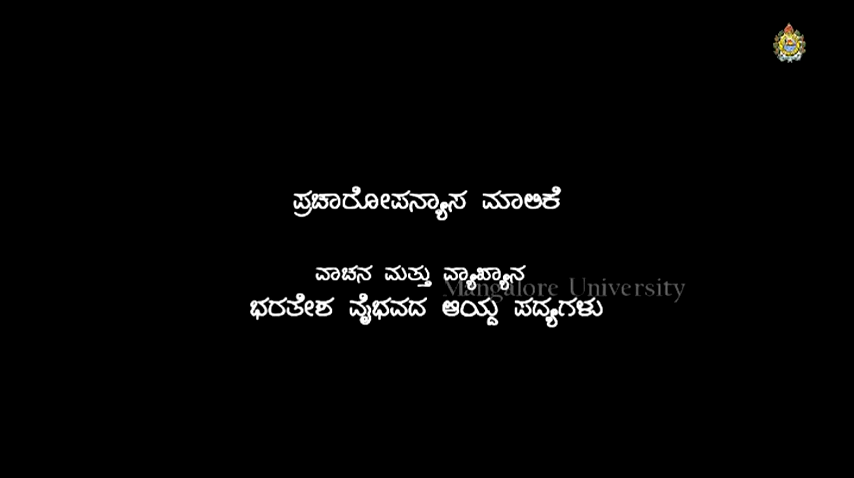 ಪ್ರಚಾರೋಪನ್ಯಾಸ ಮಾಲಿಕೆ
ವಾಚನ ಮತ್ತು ವ್ಯಾಖ್ಯಾನ
Mangalore University
ಭರತೇಶ ವೈಭವದ ಆಯ್ದ ಪದ್ಯಗಳು